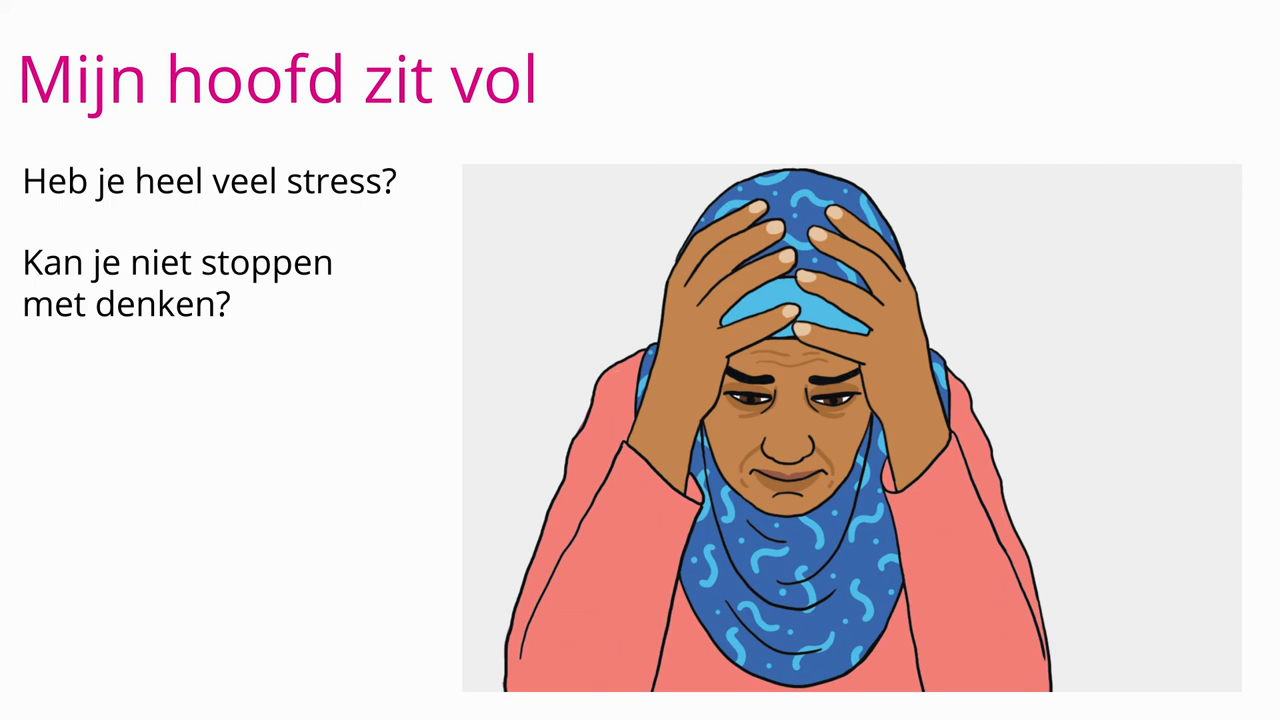 Mijn hoofd zit vol
Heb je heel veel stress?
Kan je niet stoppen
met denken?